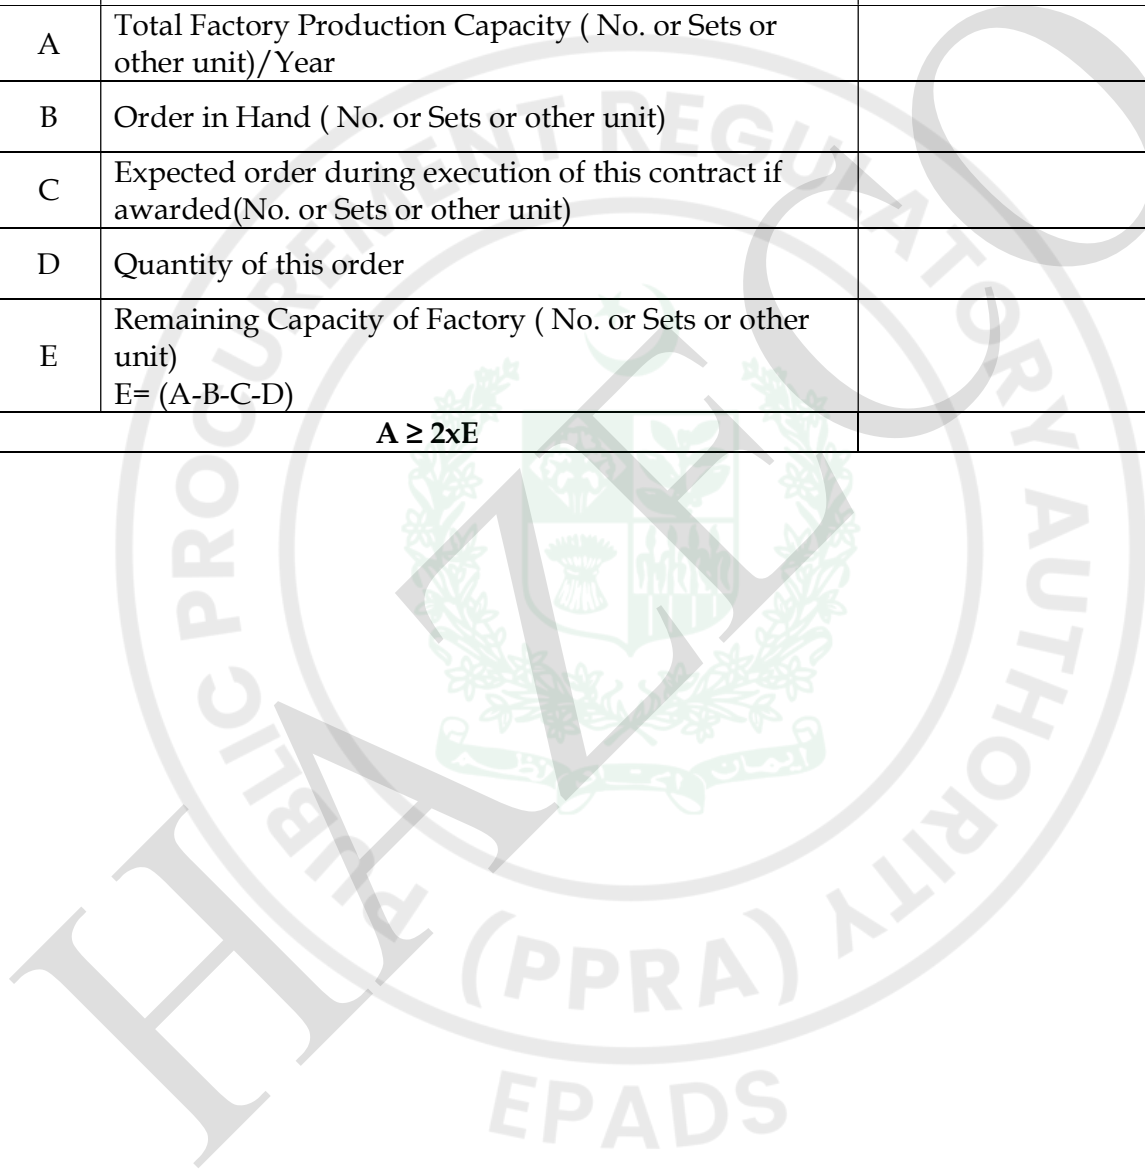 A
Total Factory Production Capacity ( No. or Sets or
other unit)/Year
B
Order in Hand ( No. or Sets or other unit)
C
Expected order during execution of this contract if
awarded(No. or Sets or other unit)
D
Quantity of this order
E
Remaining Capacity of Factory ( No. or Sets or other
unit)
E= (A-B-C-D)
A ≥ 2xE
HAZECO
PUBLIC PROCUREMENT REGULATORY AUTHORITY
(PPRA)
EPADS